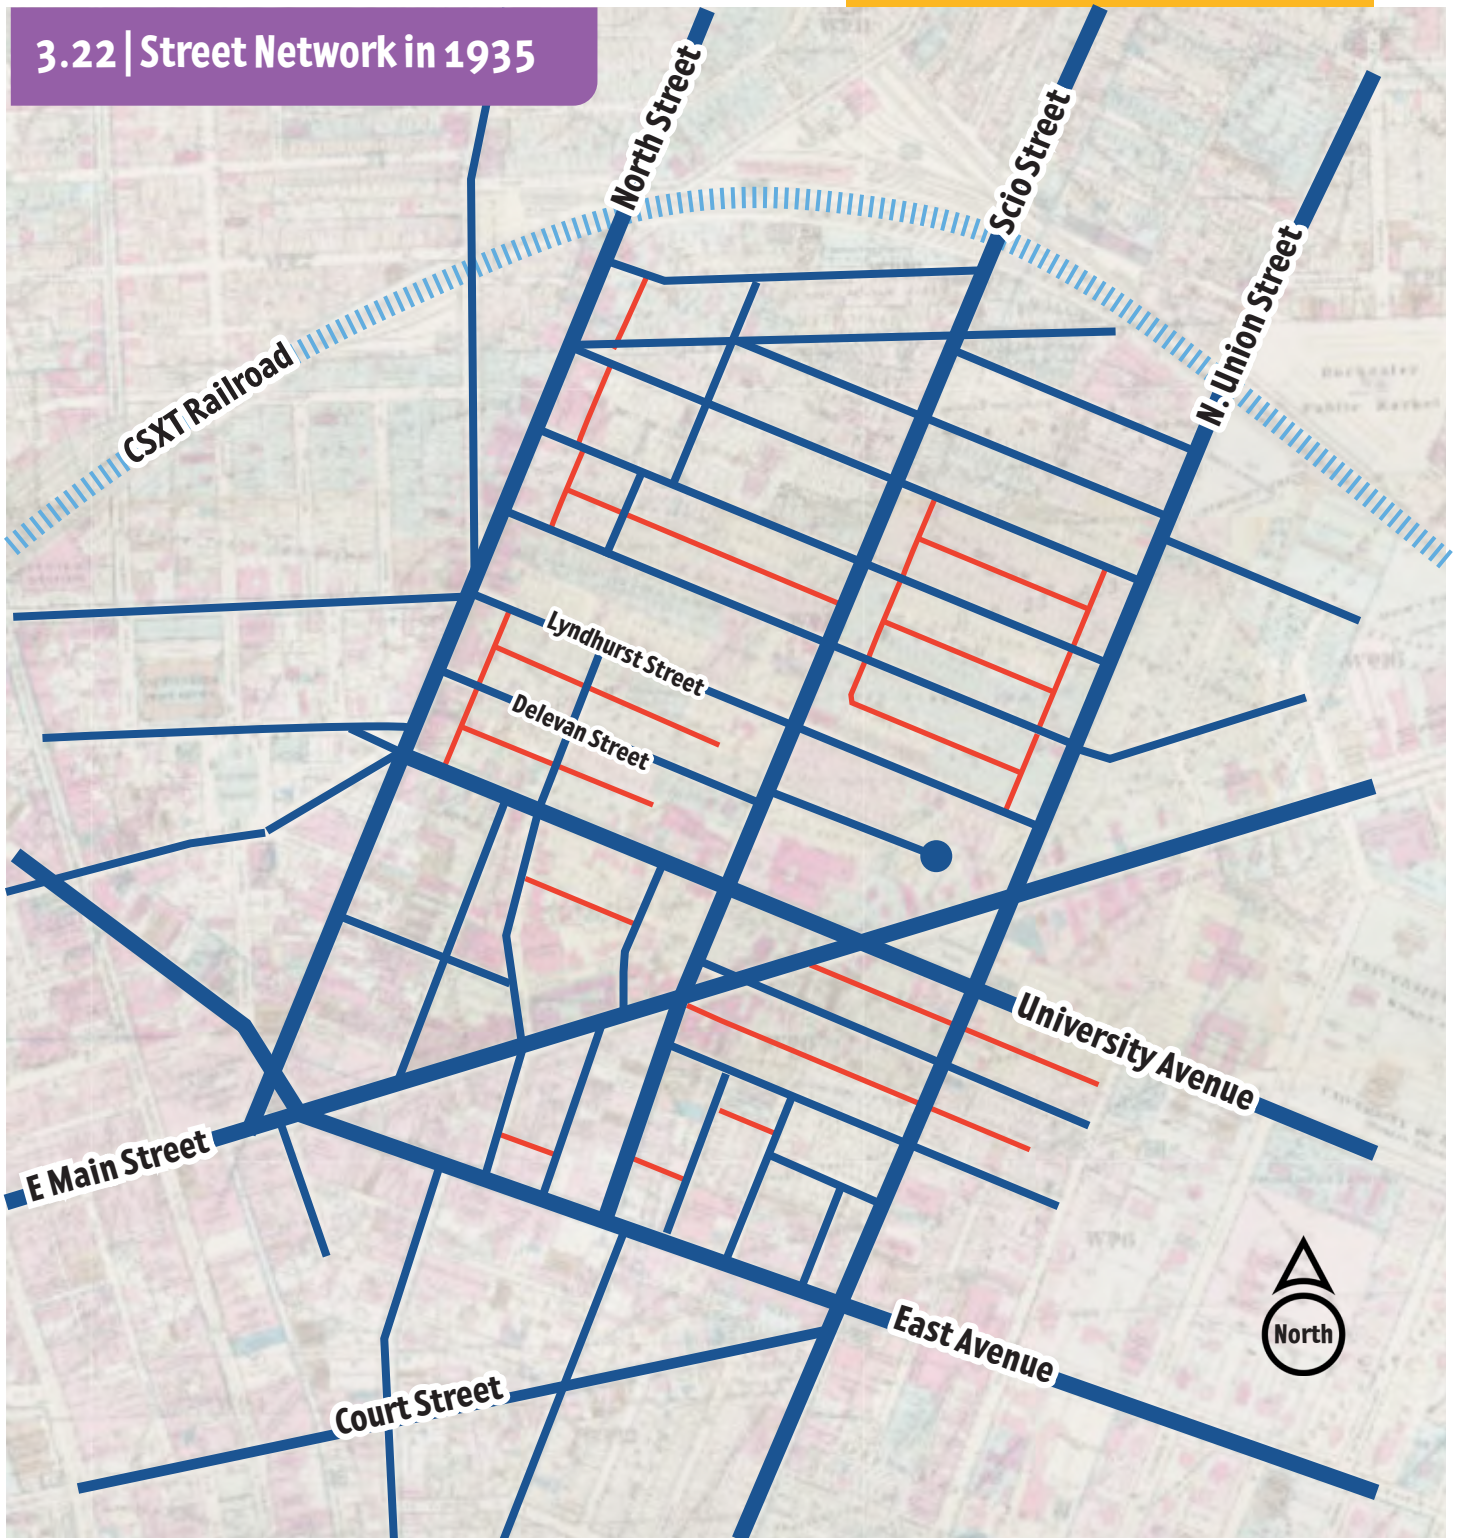 3.22 | Street Network in 1935
North Street
Scio Street
N. Union Street
CSXT Railroad
Lyndhurst Street
Delevan Street
University Avenue
E Main Street
East Avenue
North
Court Street
WPG